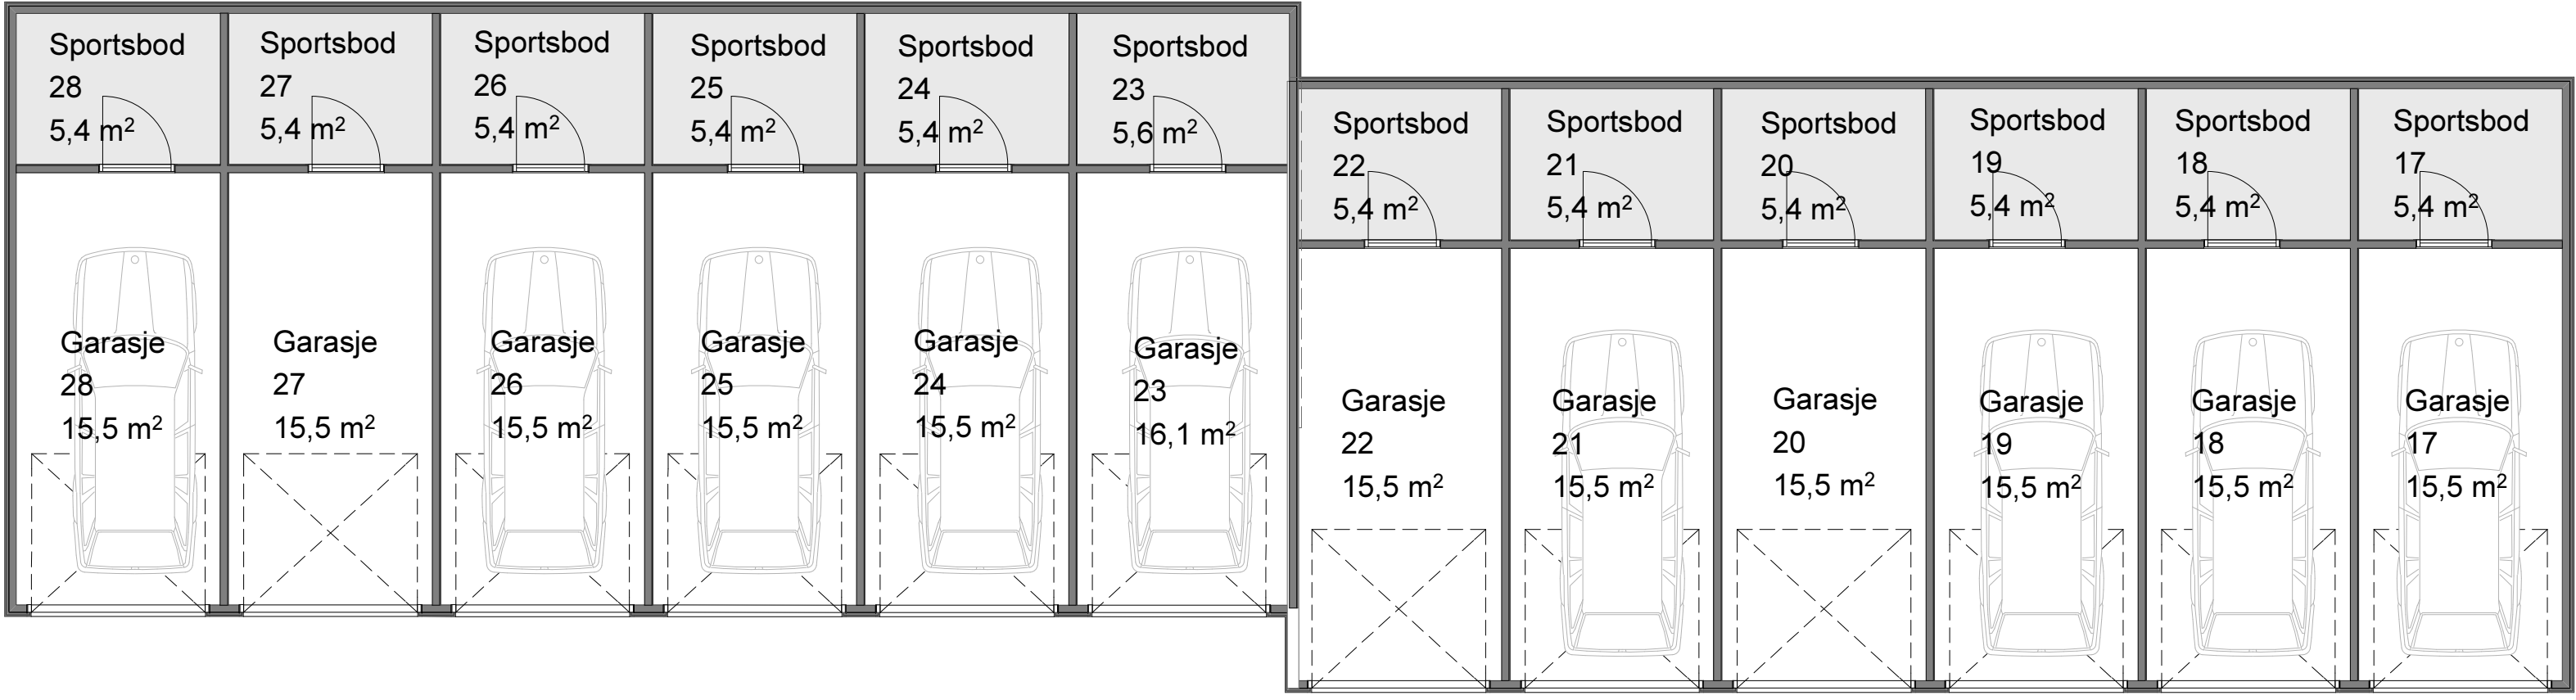 Sportsbod
28
5,4 m²
Sportsbod
27
5,4 m²
Sportsbod
26
5,4 m²
Sportsbod
25
5,4 m²
Sportsbod
24
5,4 m²
Sportsbod
23
5,6 m²
Sportsbod
22
5,4 m²
Sportsbod
21
5,4 m²
Sportsbod
20
5,4 m²
Sportsbod
19
5,4 m²
Sportsbod
18
5,4 m²
Sportsbod
17
5,4 m²
Garasje
28
15,5 m²
Garasje
27
15,5 m²
Garasje
26
15,5 m²
Garasje
25
15,5 m²
Garasje
24
15,5 m²
Garasje
23
16,1 m²
Garasje
22
15,5 m²
Garasje
21
15,5 m²
Garasje
20
15,5 m²
Garasje
19
15,5 m²
Garasje
18
15,5 m²
Garasje
17
15,5 m²